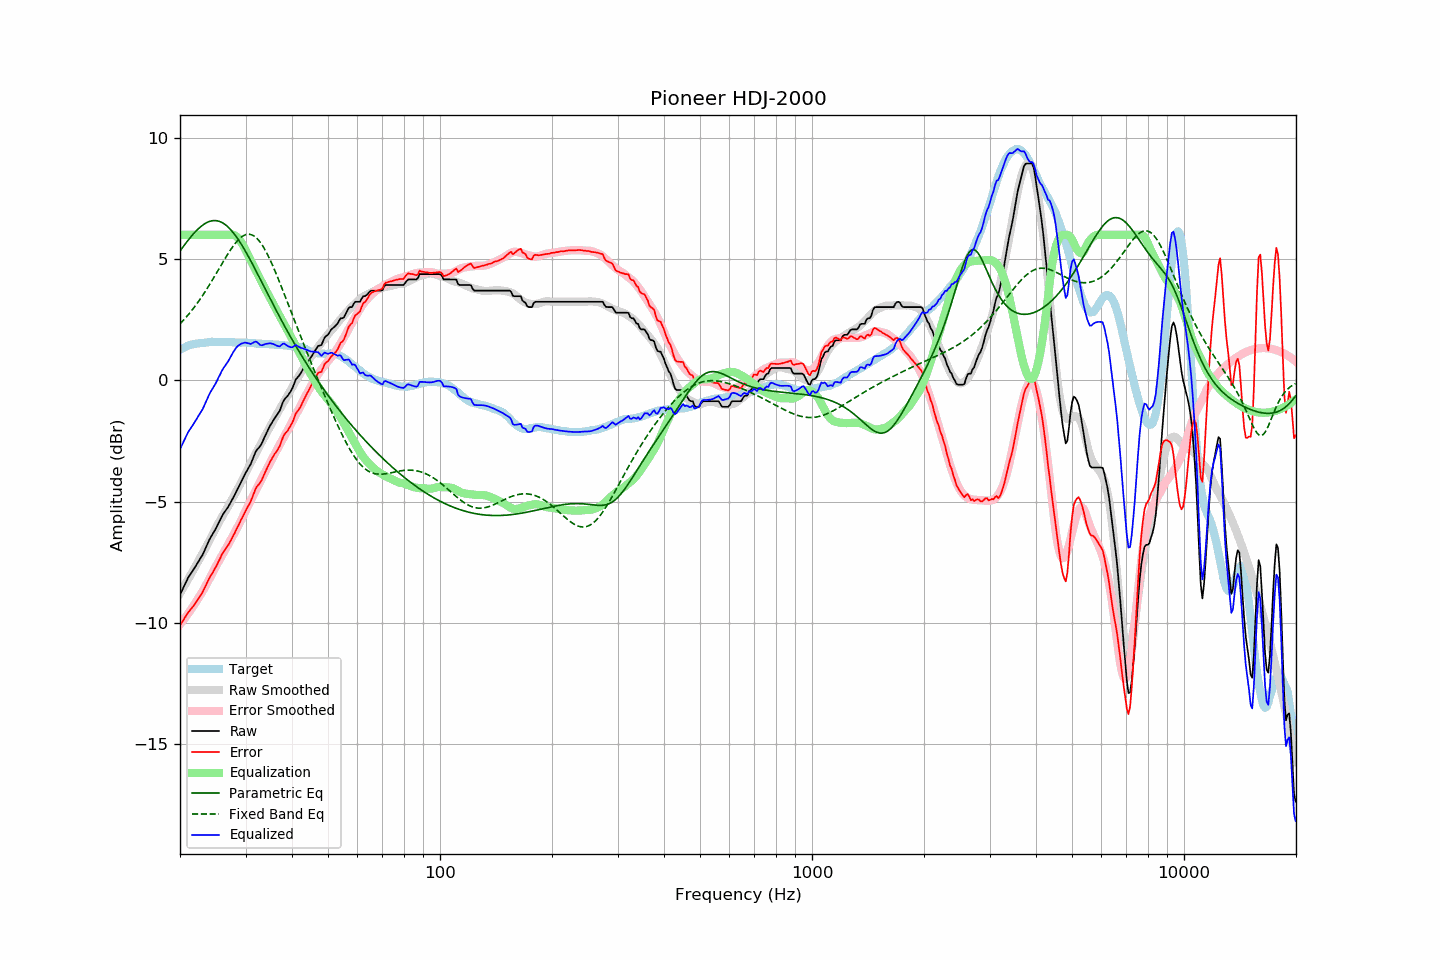 Pioneer HDJ-2000
10
5
0
−5
−10
−15
Amplitude (dBr)
Target
Raw Smoothed
Error Smoothed
Raw
Error
Equalization
Parametric Eq
Fixed Band Eq
Equalized
100
1000
10000
Frequency (Hz)